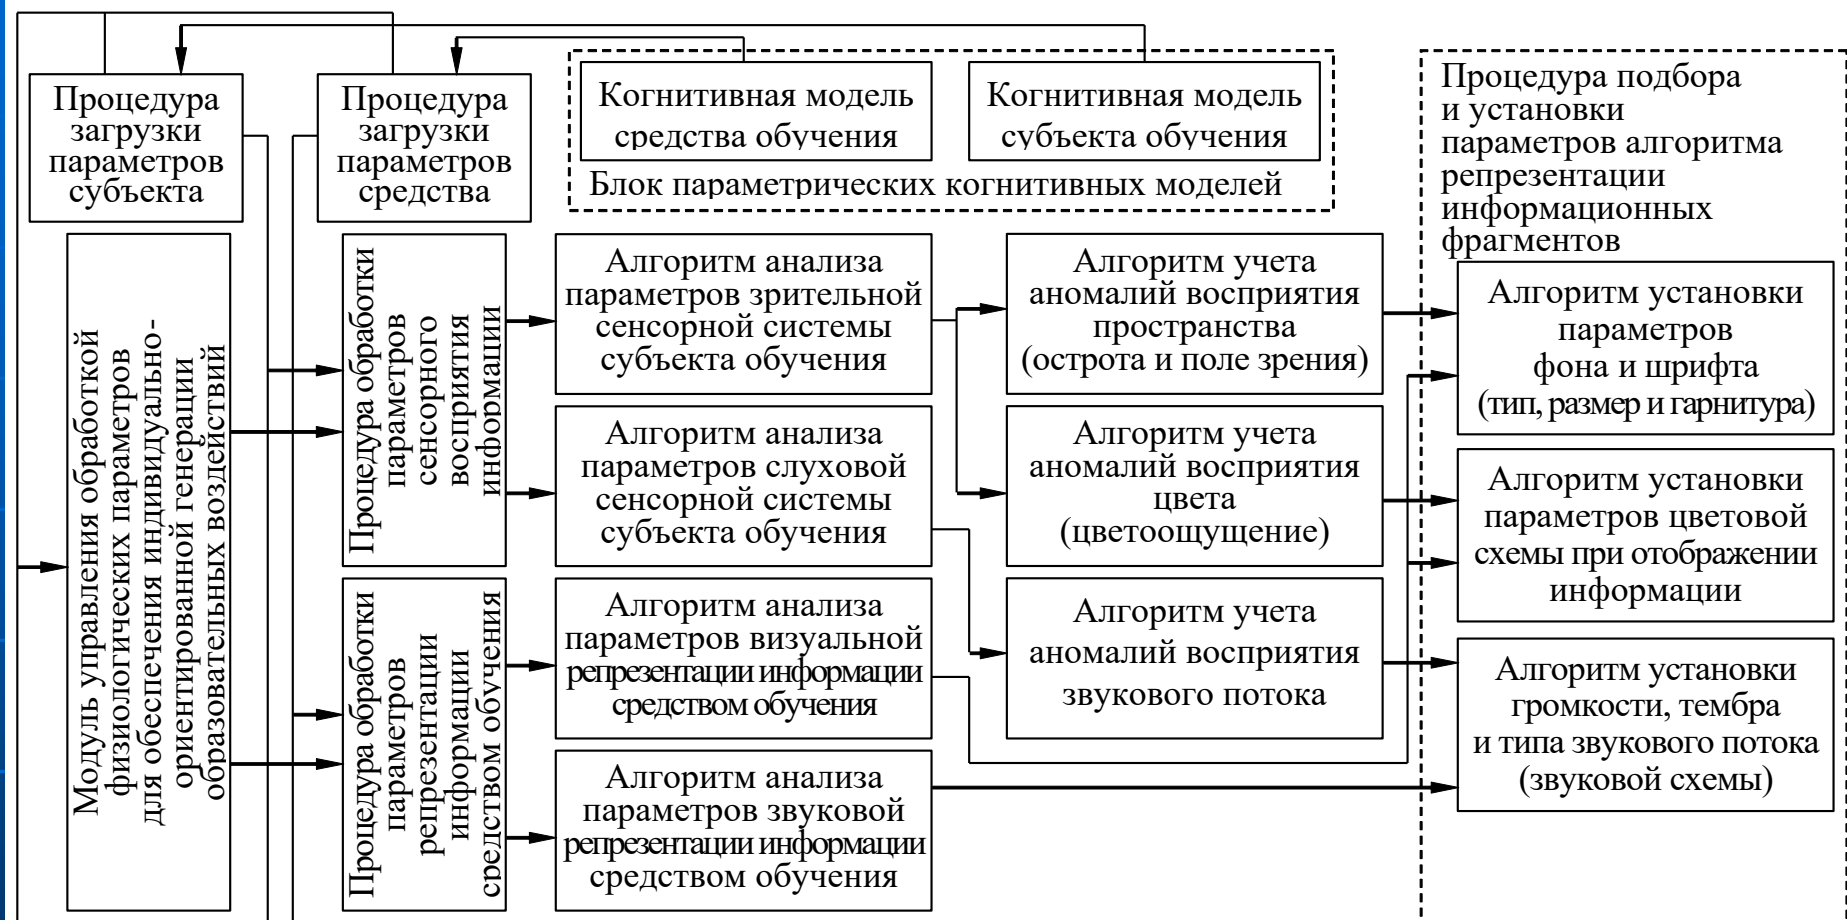 Процедура
загрузки
параметров
субъекта
Процедура
загрузки
параметров
средства
Когнитивная модель
средства обучения
Когнитивная модель
субъекта обучения
Блок параметрических когнитивных моделей
Процедура подбора
и установки
параметров алгоритма
репрезентации
информационных
фрагментов
Модуль управления обработкой
физиологических параметров
для обеспечения индивидуально-
ориентированной генерации
образовательных воздействий
Процедура обработки
параметров
сенсорного
восприятия
информации
Процедура обработки
параметров
репрезентации
информации
средством обучения
Алгоритм анализа
параметров зрительной
сенсорной системы
субъекта обучения
Алгоритм анализа
параметров слуховой
сенсорной системы
субъекта обучения
Алгоритм анализа
параметров визуальной
репрезентации информации
средством обучения
Алгоритм анализа
параметров звуковой
репрезентации информации
средством обучения
Алгоритм учета
аномалий восприятия
пространства
(острота и поле зрения)
Алгоритм учета
аномалий восприятия
цвета
(цветоощущение)
Алгоритм учета
аномалий восприятия
звукового потока
Алгоритм установки
параметров
фона и шрифта
(тип, размер и гарнитура)
Алгоритм установки
параметров цветовой
схемы при отображении
информации
Алгоритм установки
громкости, тембра
и типа звукового потока
(звуковой схемы)